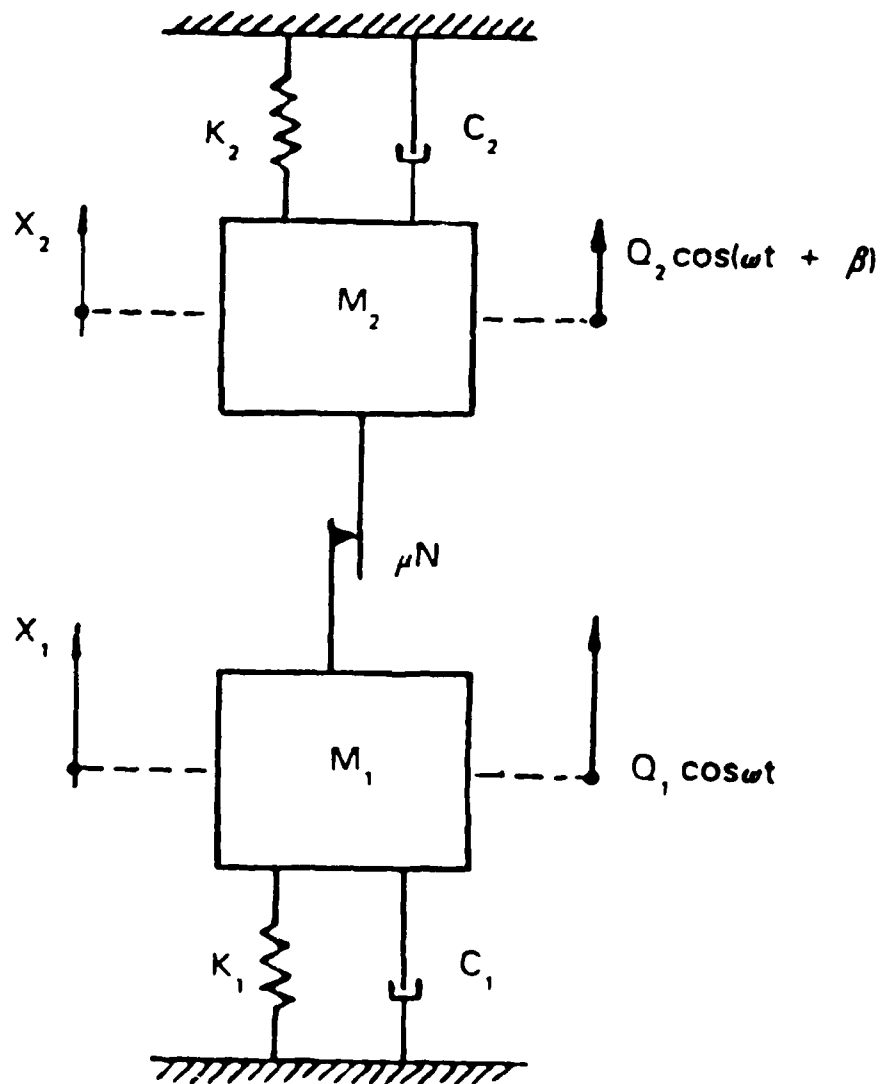 K₂
C₂
X₂
Q₂ cos(ωt + β)
M₂
μN
X₁
M₁
Q₁ cosωt
K₁
C₁